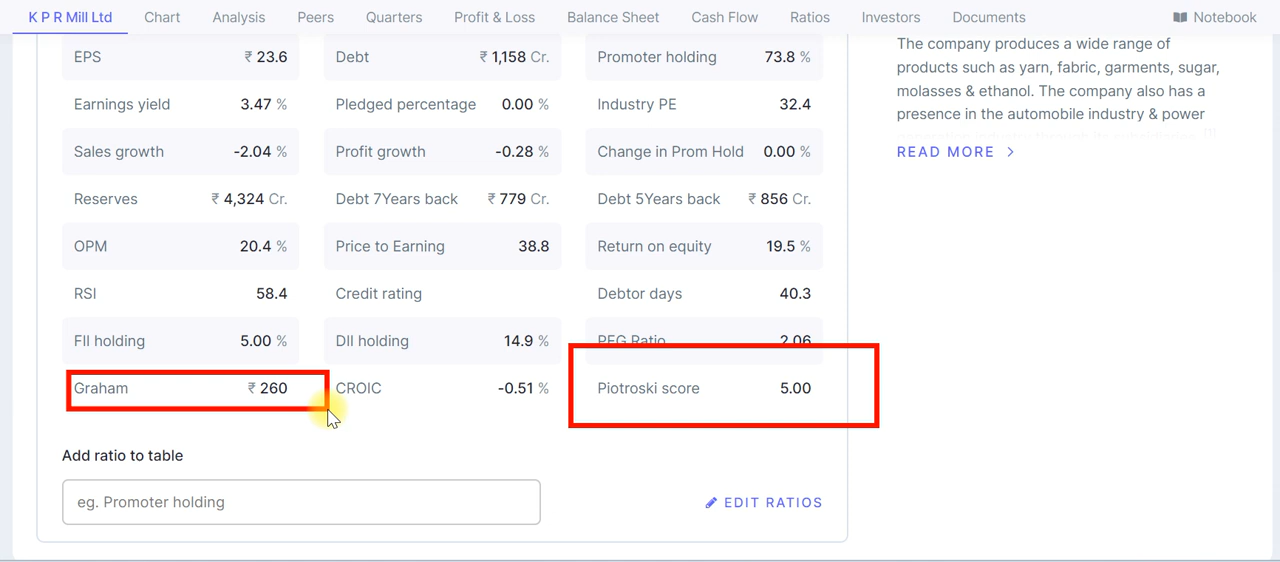 K P R Mill Ltd Chart Analysis Peers Quarters Profit & Loss Balance Sheet Cash Flow Ratios Investors Documents Notebook
EPS ₹ 23.6 Debt ₹ 1,158 Cr. Promoter holding 73.8 %
Earnings yield 3.47 % Pledged percentage 0.00 % Industry PE 32.4
Sales growth -2.04 % Profit growth -0.28 % Change in Prom Hold 0.00 %
Reserves ₹ 4,324 Cr. Debt 7Years back ₹ 779 Cr. Debt 5Years back ₹ 856 Cr.
OPM 20.4 % Price to Earning 38.8 Return on equity 19.5 %
RSI 58.4 Credit rating Debtor days 40.3
FII holding 5.00 % DII holding 14.9 % PEG Ratio 2.06
Graham ₹ 260 CROIC -0.51 % Piotroski score 5.00
Add ratio to table
eg. Promoter holding
EDIT RATIOS
The company produces a wide range of
products such as yarn, fabric, garments, sugar,
molasses & ethanol. The company also has a
presence in the automobile industry & power
READ MORE >